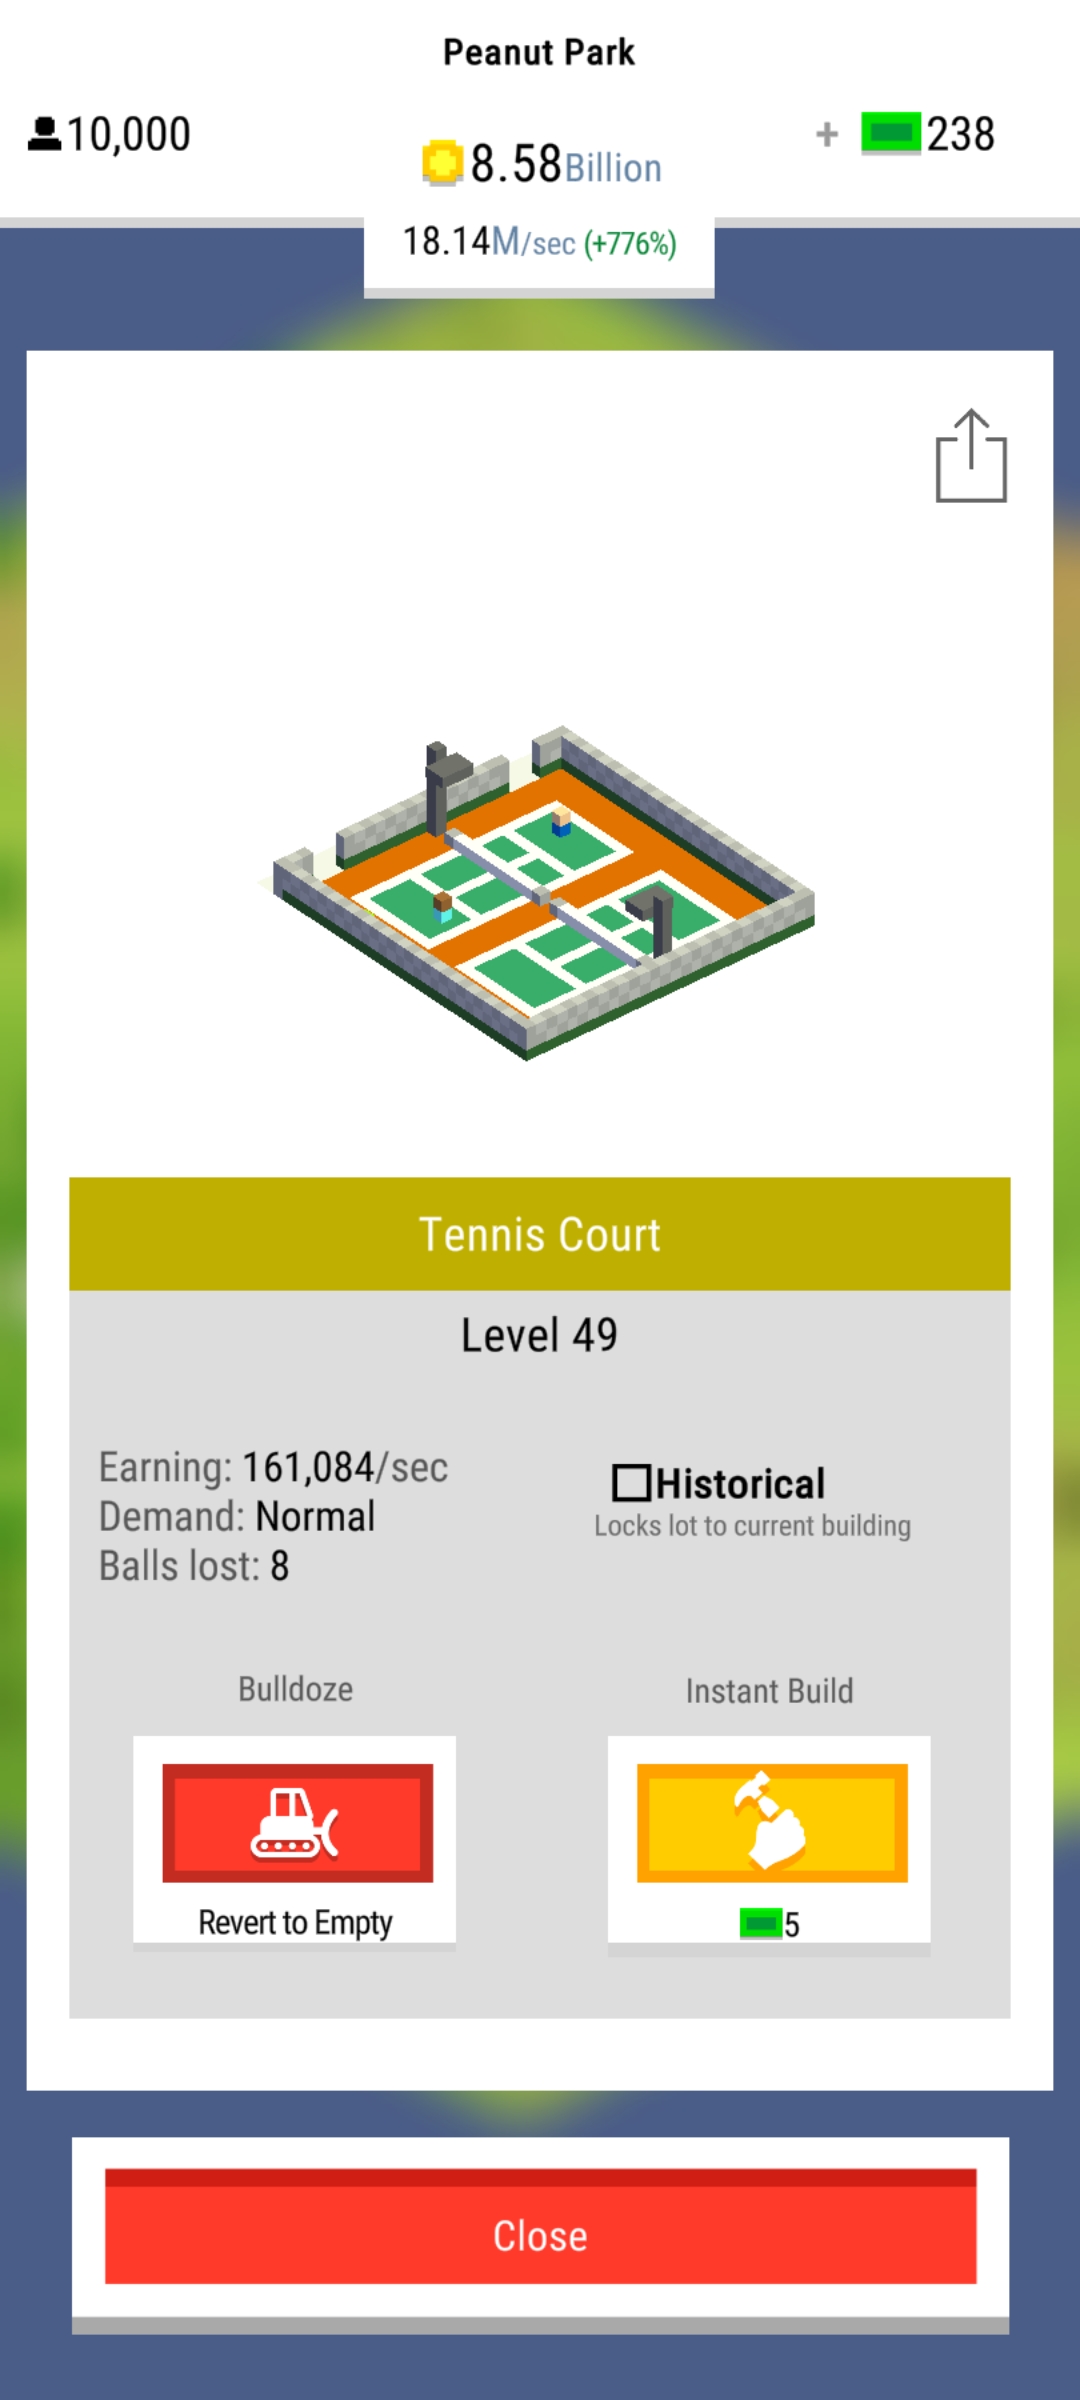 Peanut Park
10,000
8.58Billion
+ 238
18.14M/sec (+776%)
Tennis Court
Level 49
Earning: 161,084/sec
Demand: Normal
Balls lost: 8
Historical
Locks lot to current building
Bulldoze
Revert to Empty
Instant Build
5
Close